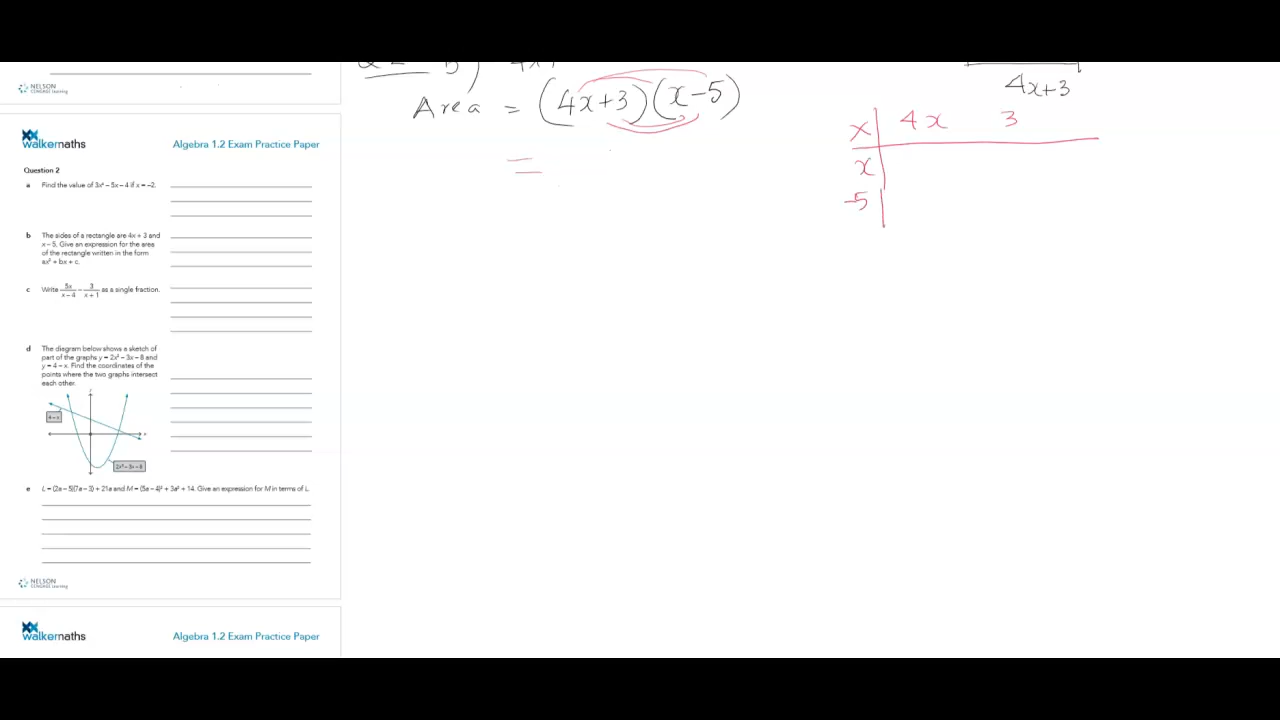 NELSON
CENGAGE Learning
walkernaths
Algebra 1.2 Exam Practice Paper
Question 2
a Find the value of 3x² – 5x – 4 if x = –2.
b The sides of a rectangle are 4x + 3 and
x – 5. Give an expression for the area
of the rectangle written in the form
ax² + bx + c.
c Write 5x/(x – 4) – 3/(x + 1) as a single fraction.
d The diagram below shows a sketch of
part of the graphs y = 2x² – 3x – 8 and
y = 4 – x. Find the coordinates of the
points where the two graphs intersect
each other.
4 – x
2x² – 3x – 8
e L = (2a – 5)(7a – 3) + 21a and M = (5a – 4)² + 3a² + 14. Give an expression for M in terms of L.
NELSON
CENGAGE Learning
walkernaths
Algebra 1.2 Exam Practice Paper
4x+3
Area = (4x+3)(x-5)
=
× 4x 3
x
-5